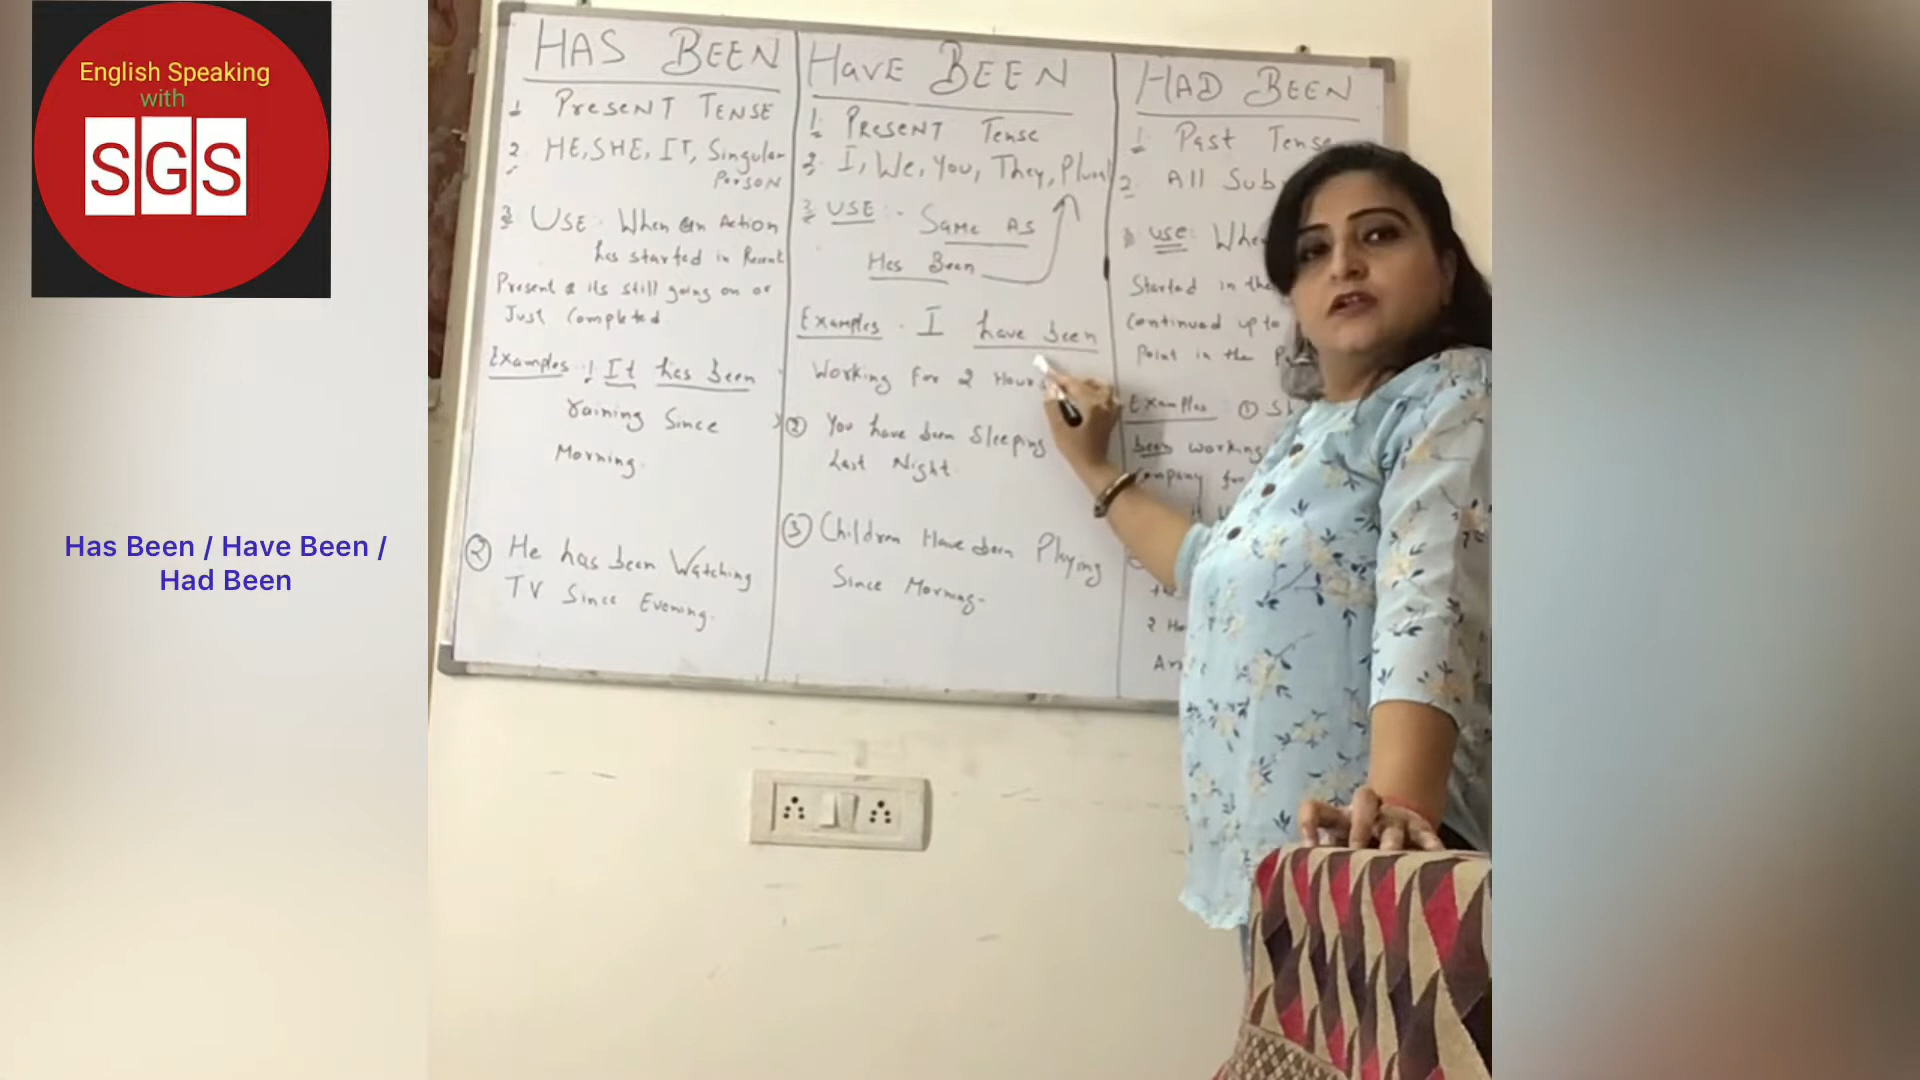 English Speaking
with
SGS
Has Been / Have Been /
Had Been
HAS BEEN
1 PRESENT TENSE
2 HE, SHE, IT, Singular
PERSON
3 USE - When an Action
has started in Recent
Present & its still going on or
Just Completed
Examples : 1 It has been
raining Since
Morning.
2 He has been Watching
TV Since Evening.
HAVE BEEN
1 PRESENT Tense
2 I, We, You, They, Plural
3 USE :- SAME AS
Has Been
Examples - I have been
Working For 2 Hours
2 You have been Sleeping
Last Night
3 Children Have been Playing
Since Morning.
HAD BEEN
1 Past Tense
2 All Sub
USE: Whe
Started in the
Continued up to
Point in the
Examples 1
been working
Company for